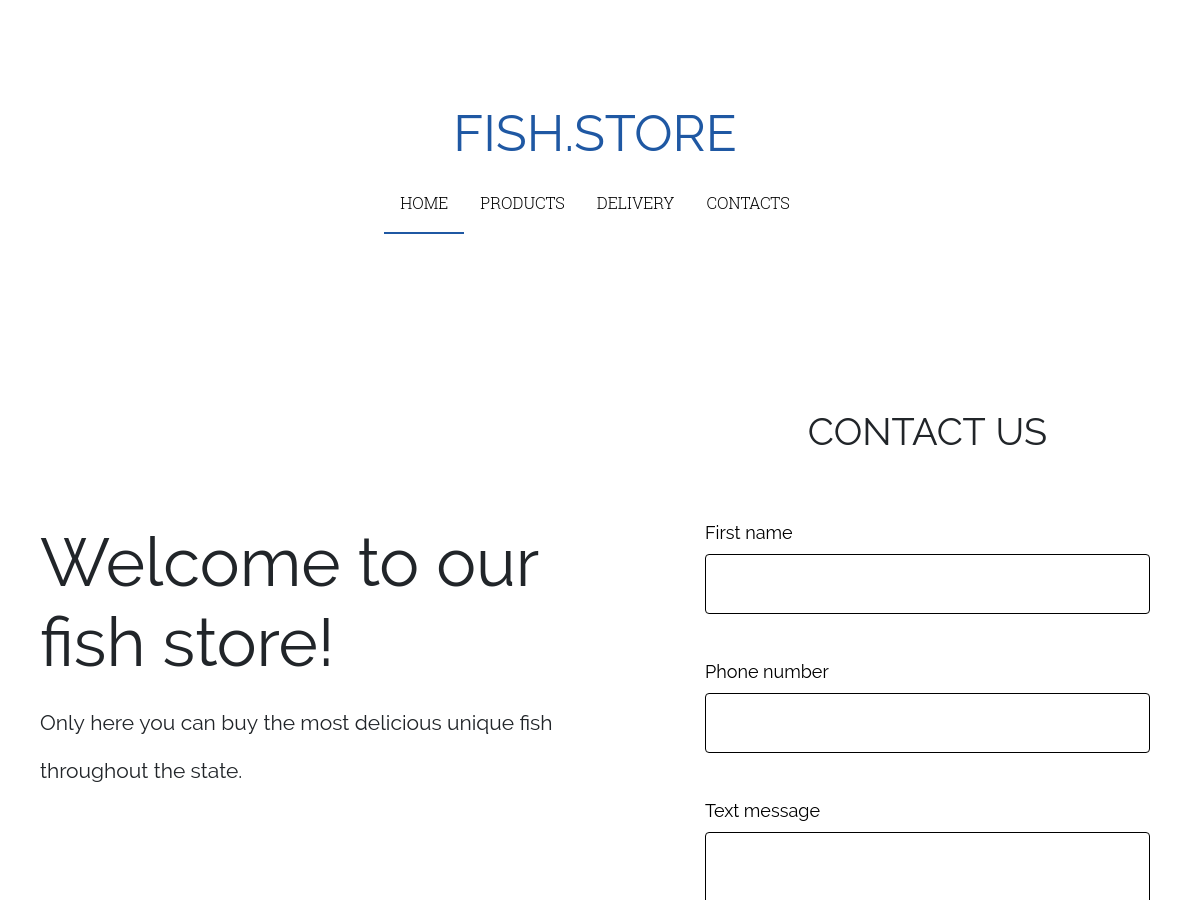 FISH.STORE
HOME PRODUCTS DELIVERY CONTACTS
Welcome to our
fish store!
Only here you can buy the most delicious unique fish
throughout the state.
CONTACT US
First name
Phone number
Text message